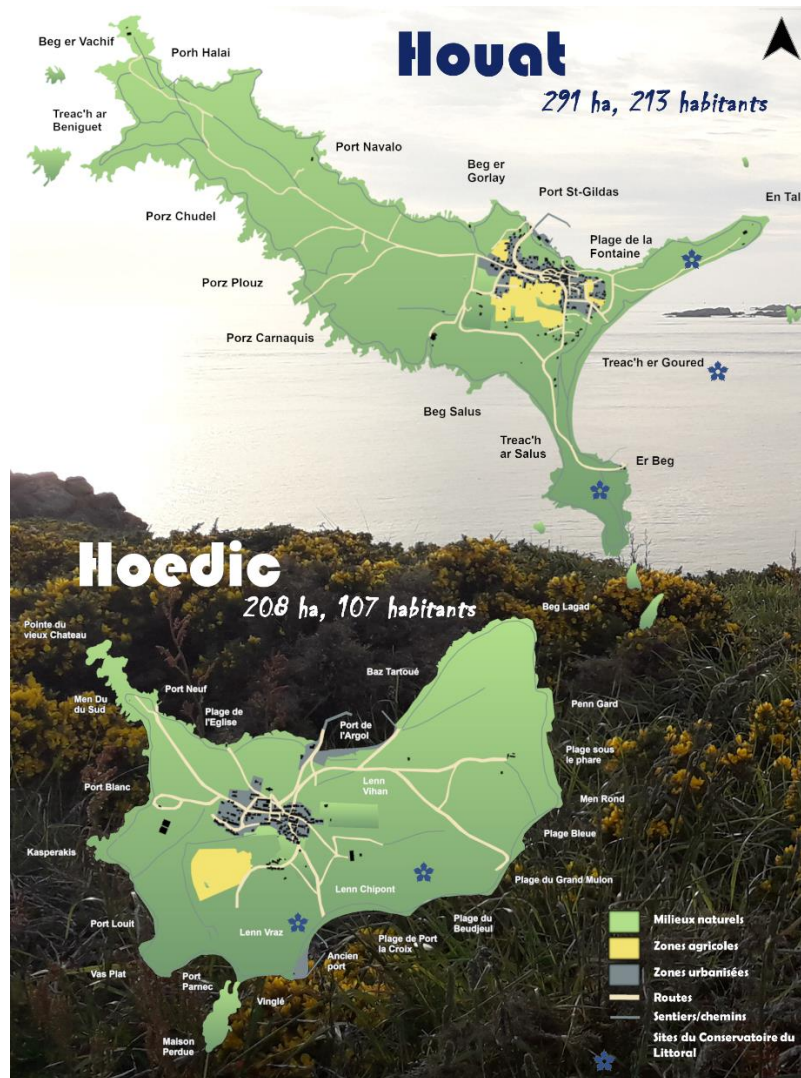 Houat
291 ha, 213 habitants
Beg er Vachif
Porh Halai
Treac'h ar
Beniguet
Port Navalo
Beg er
Gorlay
Port St-Gildas
En Tal
Plage de la
Fontaine
Porz Chudel
Porz Plouz
Porz Carnaquis
Treac'h er Goured
Beg Salus
Treac'h
ar Salus
Er Beg
Hoedic
208 ha, 107 habitants
Beg Lagad
Pointe du
vieux Chateau
Baz Tartoué
Port Neuf
Men Du
du Sud
Plage de
l'Eglise
Port de
l'Argol
Penn Gard
Plage sous
le phare
Lenn
Vihan
Port Blanc
Men Rond
Plage Bleue
Kasperakis
Plage du Grand Mulon
Lenn Chipont
Port Louit
Lenn Vraz
Plage du
Beudjeul
Plage de Port
la Croix
Ancien
port
Vas Plat
Port
Parnec
Vinglé
Maison
Perdue
Milieux naturels
Zones agricoles
Zones urbanisées
Routes
Sentiers/chemins
Sites du Conservatoire du
Littoral